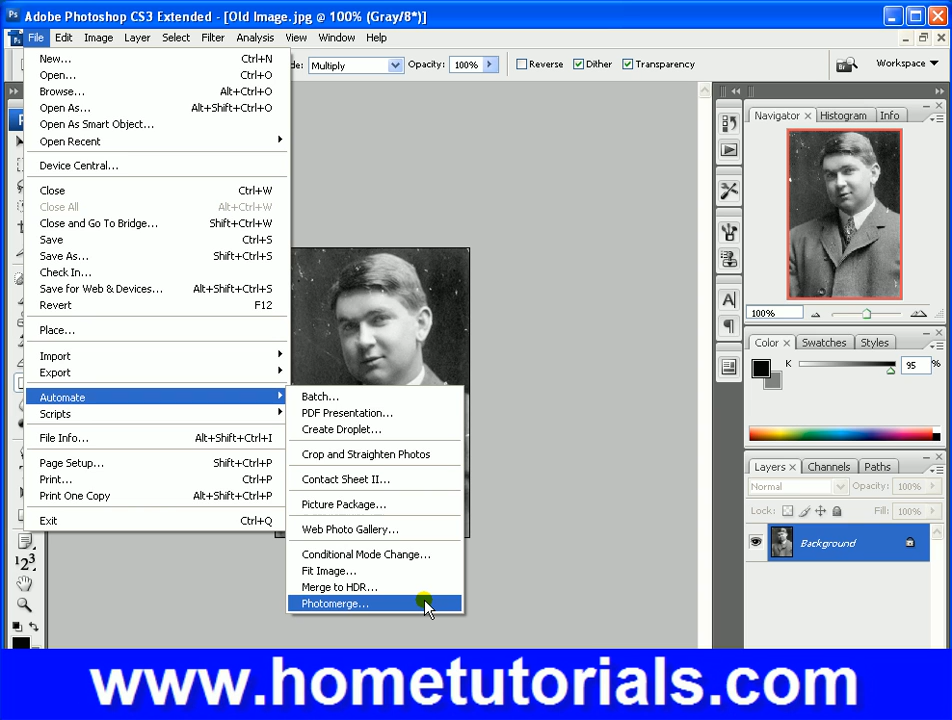 Adobe Photoshop CS3 Extended - [Old Image.jpg @ 100% (Gray/8*)]
File Edit Image Layer Select Filter Analysis View Window Help
de: Multiply Opacity: 100% Reverse Dither Transparency Workspace
New... Ctrl+N
Open... Ctrl+O
Browse... Alt+Ctrl+O
Open As... Alt+Shift+Ctrl+O
Open As Smart Object...
Open Recent
Device Central...
Close Ctrl+W
Close All Alt+Ctrl+W
Close and Go To Bridge... Shift+Ctrl+W
Save Ctrl+S
Save As... Shift+Ctrl+S
Check In...
Save for Web & Devices... Alt+Shift+Ctrl+S
Revert F12
Place...
Import
Export
Automate
Scripts
File Info... Alt+Shift+Ctrl+I
Page Setup... Shift+Ctrl+P
Print... Ctrl+P
Print One Copy Alt+Shift+Ctrl+P
Exit Ctrl+Q
Batch...
PDF Presentation...
Create Droplet...
Crop and Straighten Photos
Contact Sheet II...
Picture Package...
Web Photo Gallery...
Conditional Mode Change...
Fit Image...
Merge to HDR...
Photomerge...
Navigator Histogram Info
100%
Color Swatches Styles
K 95 %
Layers Channels Paths
Normal Opacity: 100%
Lock: Fill: 100%
Background
www.hometutorials.com